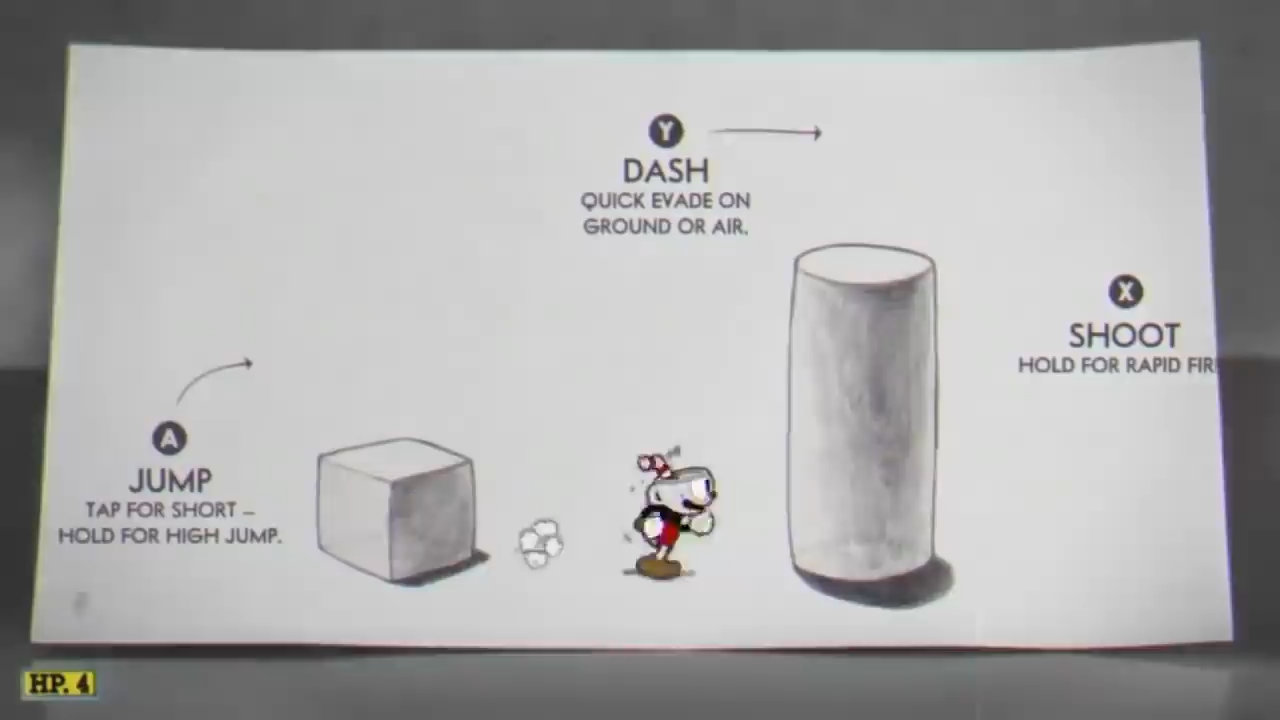 Y
DASH
QUICK EVADE ON
GROUND OR AIR.
X
SHOOT
HOLD FOR RAPID FIR
A
JUMP
TAP FOR SHORT –
HOLD FOR HIGH JUMP.
HP. 4